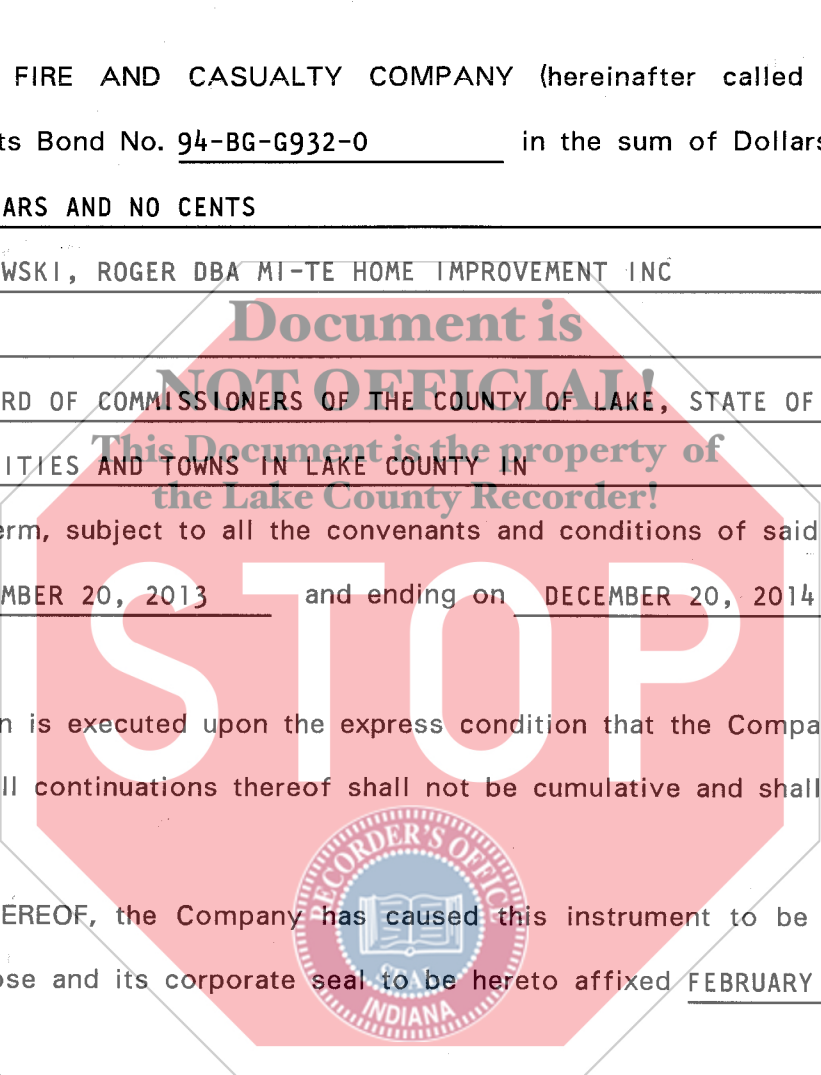 FIRE AND CASUALTY COMPANY (hereinafter called
ts Bond No. 94-BG-G932-0 in the sum of Dollars
ARS AND NO CENTS
WSKI, ROGER DBA MI-TE HOME IMPROVEMENT INC
Document is
NOT OFFICIAL!
RD OF COMMISSIONERS OF THE COUNTY OF LAKE, STATE OF
This Document is the property of
ITIES AND TOWNS IN LAKE COUNTY IN
the Lake County Recorder!
erm, subject to all the convenants and conditions of said
MBER 20, 2013 and ending on DECEMBER 20, 2014
STOP
n is executed upon the express condition that the Compa
ll continuations thereof shall not be cumulative and shall
RECORDER'S OFFICE
EREOF, the Company has caused this instrument to be
ose and its corporate seal to be hereto affixed FEBRUARY
SEAL
INDIANA